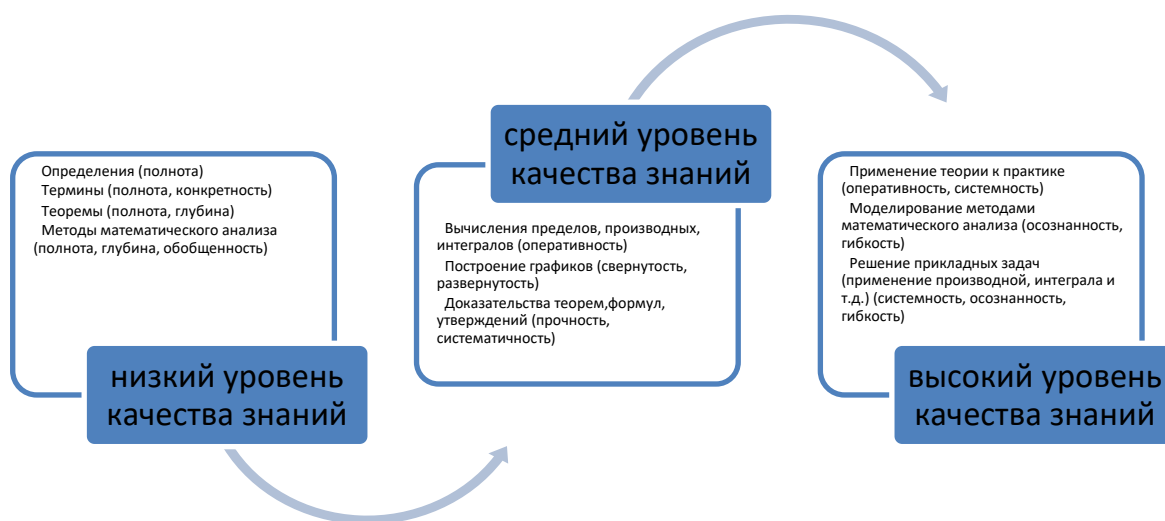 Определения (полнота)
Термины (полнота, конкретность)
Теоремы (полнота, глубина)
Методы математического анализа
(полнота, глубина, обобщенность)
низкий уровень
качества знаний
средний уровень
качества знаний
Вычисления пределов, производных,
интегралов (оперативность)
Построение графиков (свернутость,
развернутость)
Доказательства теорем,формул,
утверждений (прочность,
систематичность)
Применение теории к практике
(оперативность, системность)
Моделирование методами
математического анализа (осознанность,
гибкость)
Решение прикладных задач
(применение производной, интеграла и
т.д.) (системность, осознанность,
гибкость)
высокий уровень
качества знаний